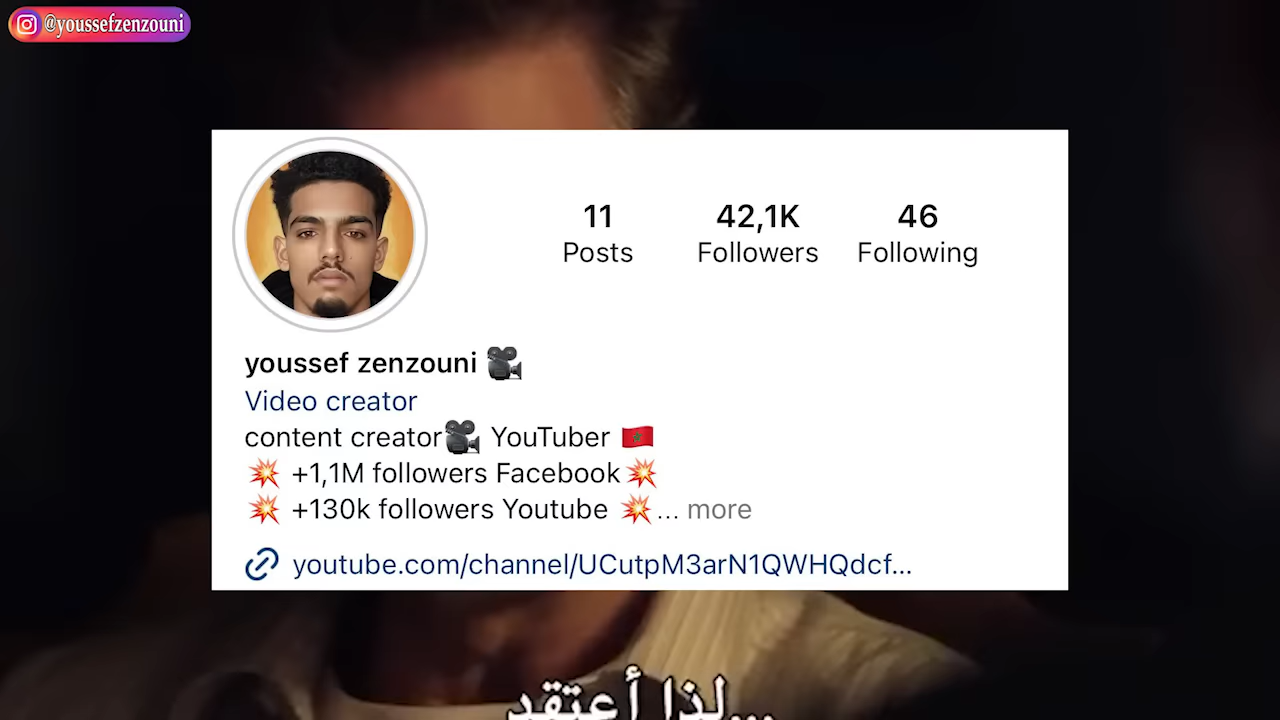 @youssefzenzouni
11 42,1K 46
Posts Followers Following
youssef zenzouni 🎥
Video creator
content creator🎥 YouTuber 🇲🇦
💥 +1,1M followers Facebook💥
💥 +130k followers Youtube 💥... more
youtube.com/channel/UCutpM3arN1QWHQdcf...
لذا أعتقد...